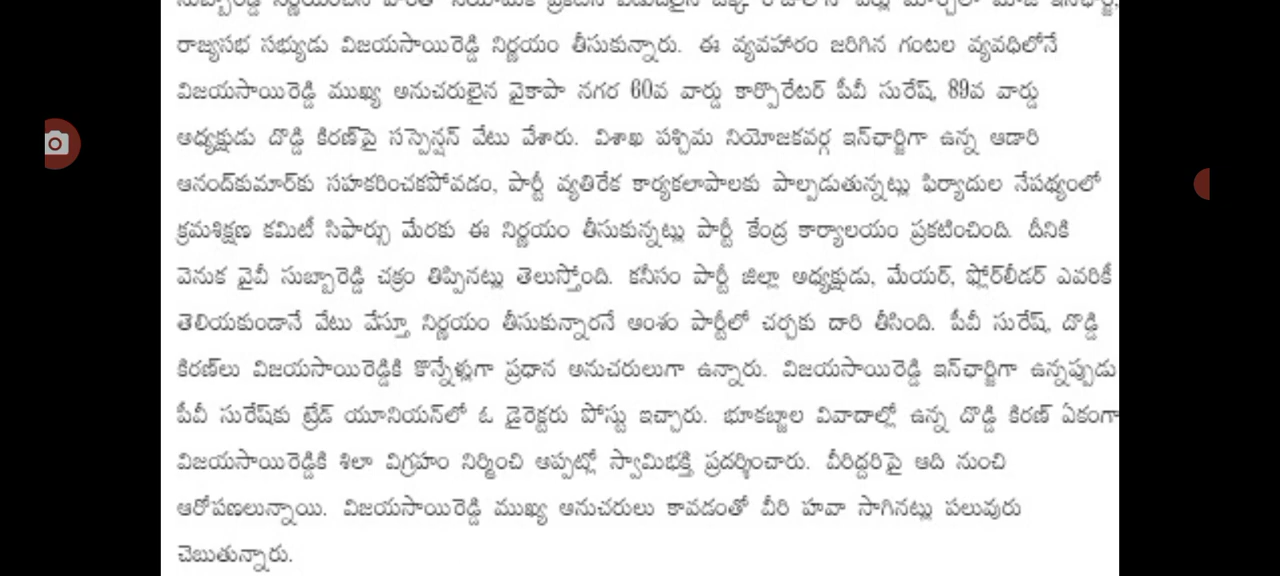 రాజ్యసభ సభ్యుడు విజయసాయిరెడ్డి నిర్ణయం తీసుకున్నారు. ఈ వ్యవహారం జరిగిన గంటల వ్యవధిలోనే
విజయసాయిరెడ్డి ముఖ్య అనుచరులైన వైకాపా నగర 60వ వార్డు కార్పొరేటర్ పీవీ సురేష్, 89వ వార్డు
అధ్యక్షుడు దొడ్డి కిరణ్‌పై సస్పెన్షన్ వేటు వేశారు. విశాఖ పశ్చిమ నియోజకవర్గ ఇన్‌ఛార్జిగా ఉన్న ఆడారి
ఆనంద్‌కుమార్‌కు సహకరించకపోవడం, పార్టీ వ్యతిరేక కార్యకలాపాలకు పాల్పడుతున్నట్లు ఫిర్యాదుల నేపథ్యంలో
క్రమశిక్షణ కమిటీ సిఫార్సు మేరకు ఈ నిర్ణయం తీసుకున్నట్లు పార్టీ కేంద్ర కార్యాలయం ప్రకటించింది. దీనికి
వెనుక వైవీ సుబ్బారెడ్డి చక్రం తిప్పినట్లు తెలుస్తోంది. కనీసం పార్టీ జిల్లా అధ్యక్షుడు, మేయర్, ఫ్లోర్‌లీడర్ ఎవరికీ
తెలియకుండానే వేటు వేస్తూ నిర్ణయం తీసుకున్నారనే అంశం పార్టీలో చర్చకు దారి తీసింది. పీవీ సురేష్, దొడ్డి
కిరణ్‌లు విజయసాయిరెడ్డికి కొన్నేళ్లుగా ప్రధాన అనుచరులుగా ఉన్నారు. విజయసాయిరెడ్డి ఇన్‌ఛార్జిగా ఉన్నప్పుడు
పీవీ సురేష్‌కు ట్రేడ్ యూనియన్‌లో ఓ డైరెక్టరు పోస్టు ఇచ్చారు. భూకబ్జాల వివాదాల్లో ఉన్న దొడ్డి కిరణ్ ఏకంగా
విజయసాయిరెడ్డికి శిలా విగ్రహం నిర్మించి అప్పట్లో స్వామిభక్తి ప్రదర్శించారు. వీరిద్దరిపై ఆది నుంచి
ఆరోపణలున్నాయి. విజయసాయిరెడ్డి ముఖ్య అనుచరులు కావడంతో వీరి హవా సాగినట్లు పలువురు
చెబుతున్నారు.